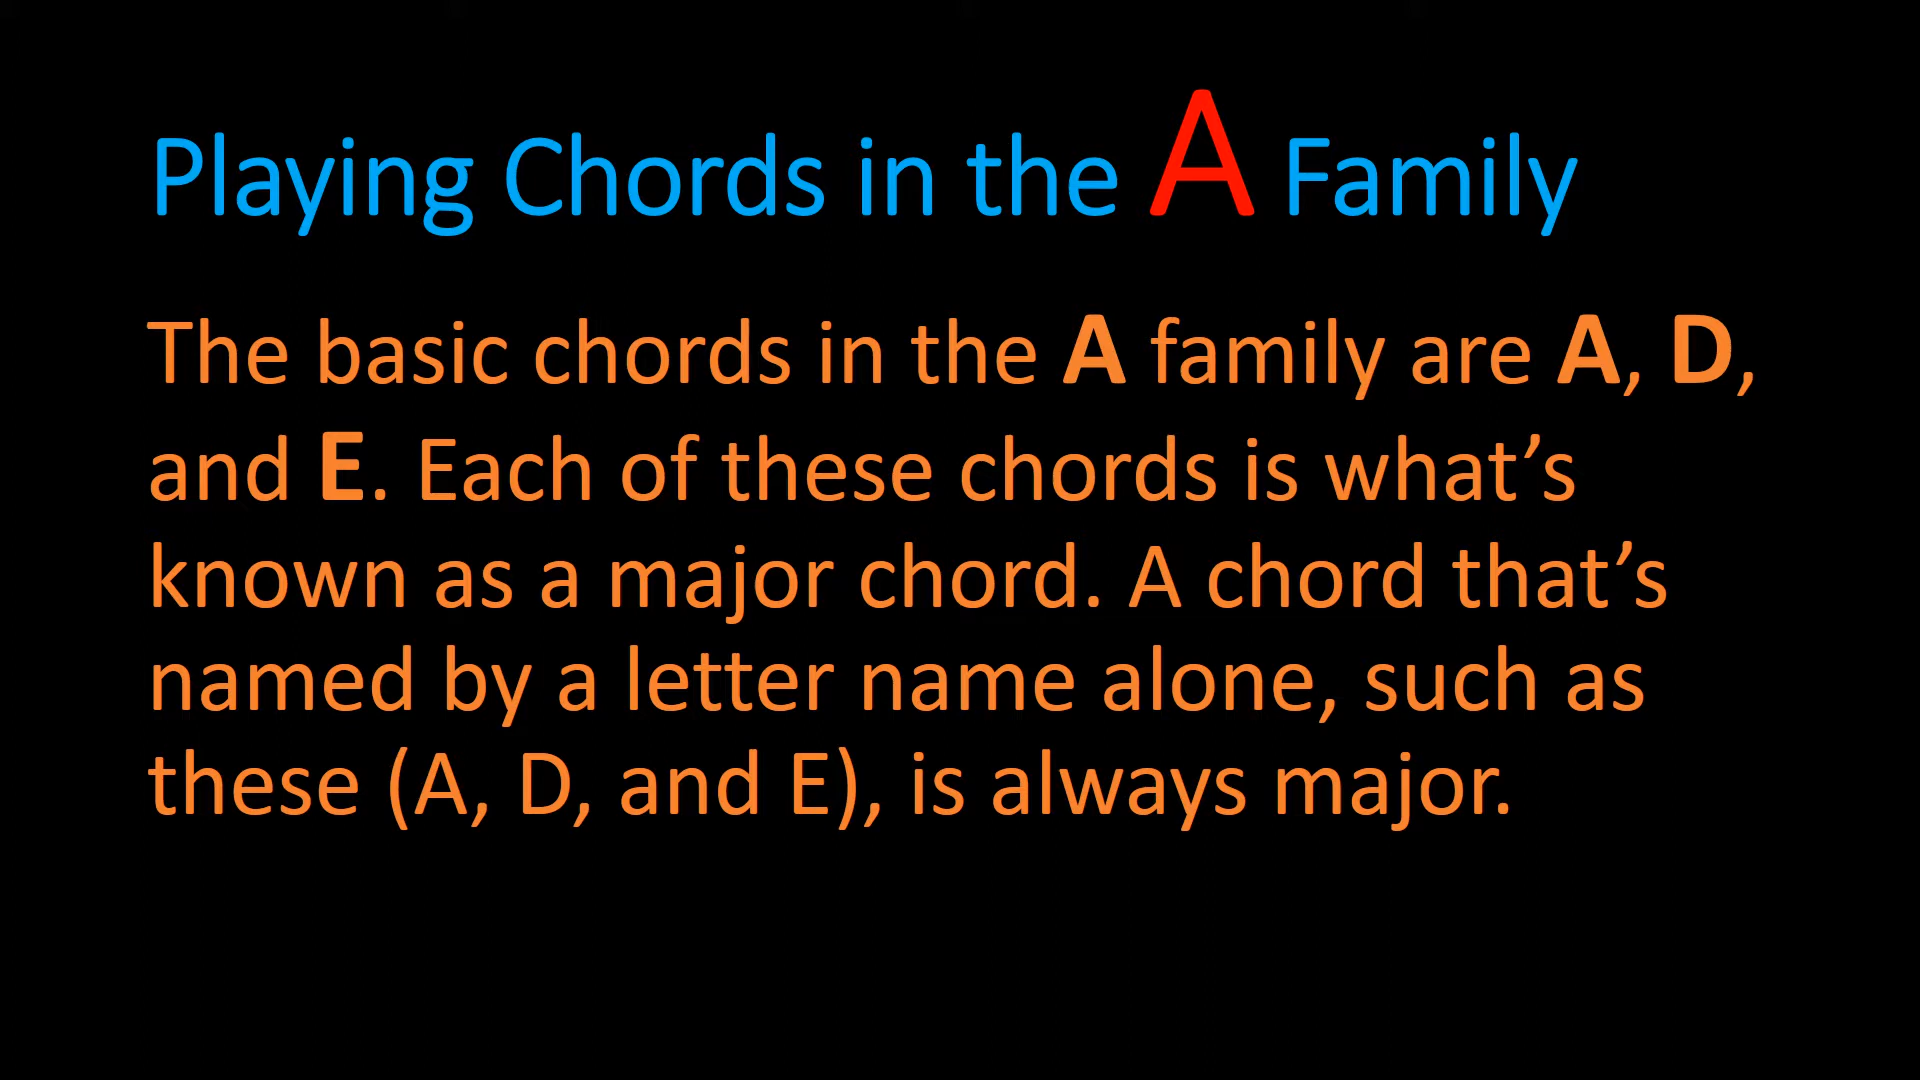 Playing Chords in the A Family
The basic chords in the A family are A, D,
and E. Each of these chords is what’s
known as a major chord. A chord that’s
named by a letter name alone, such as
these (A, D, and E), is always major.